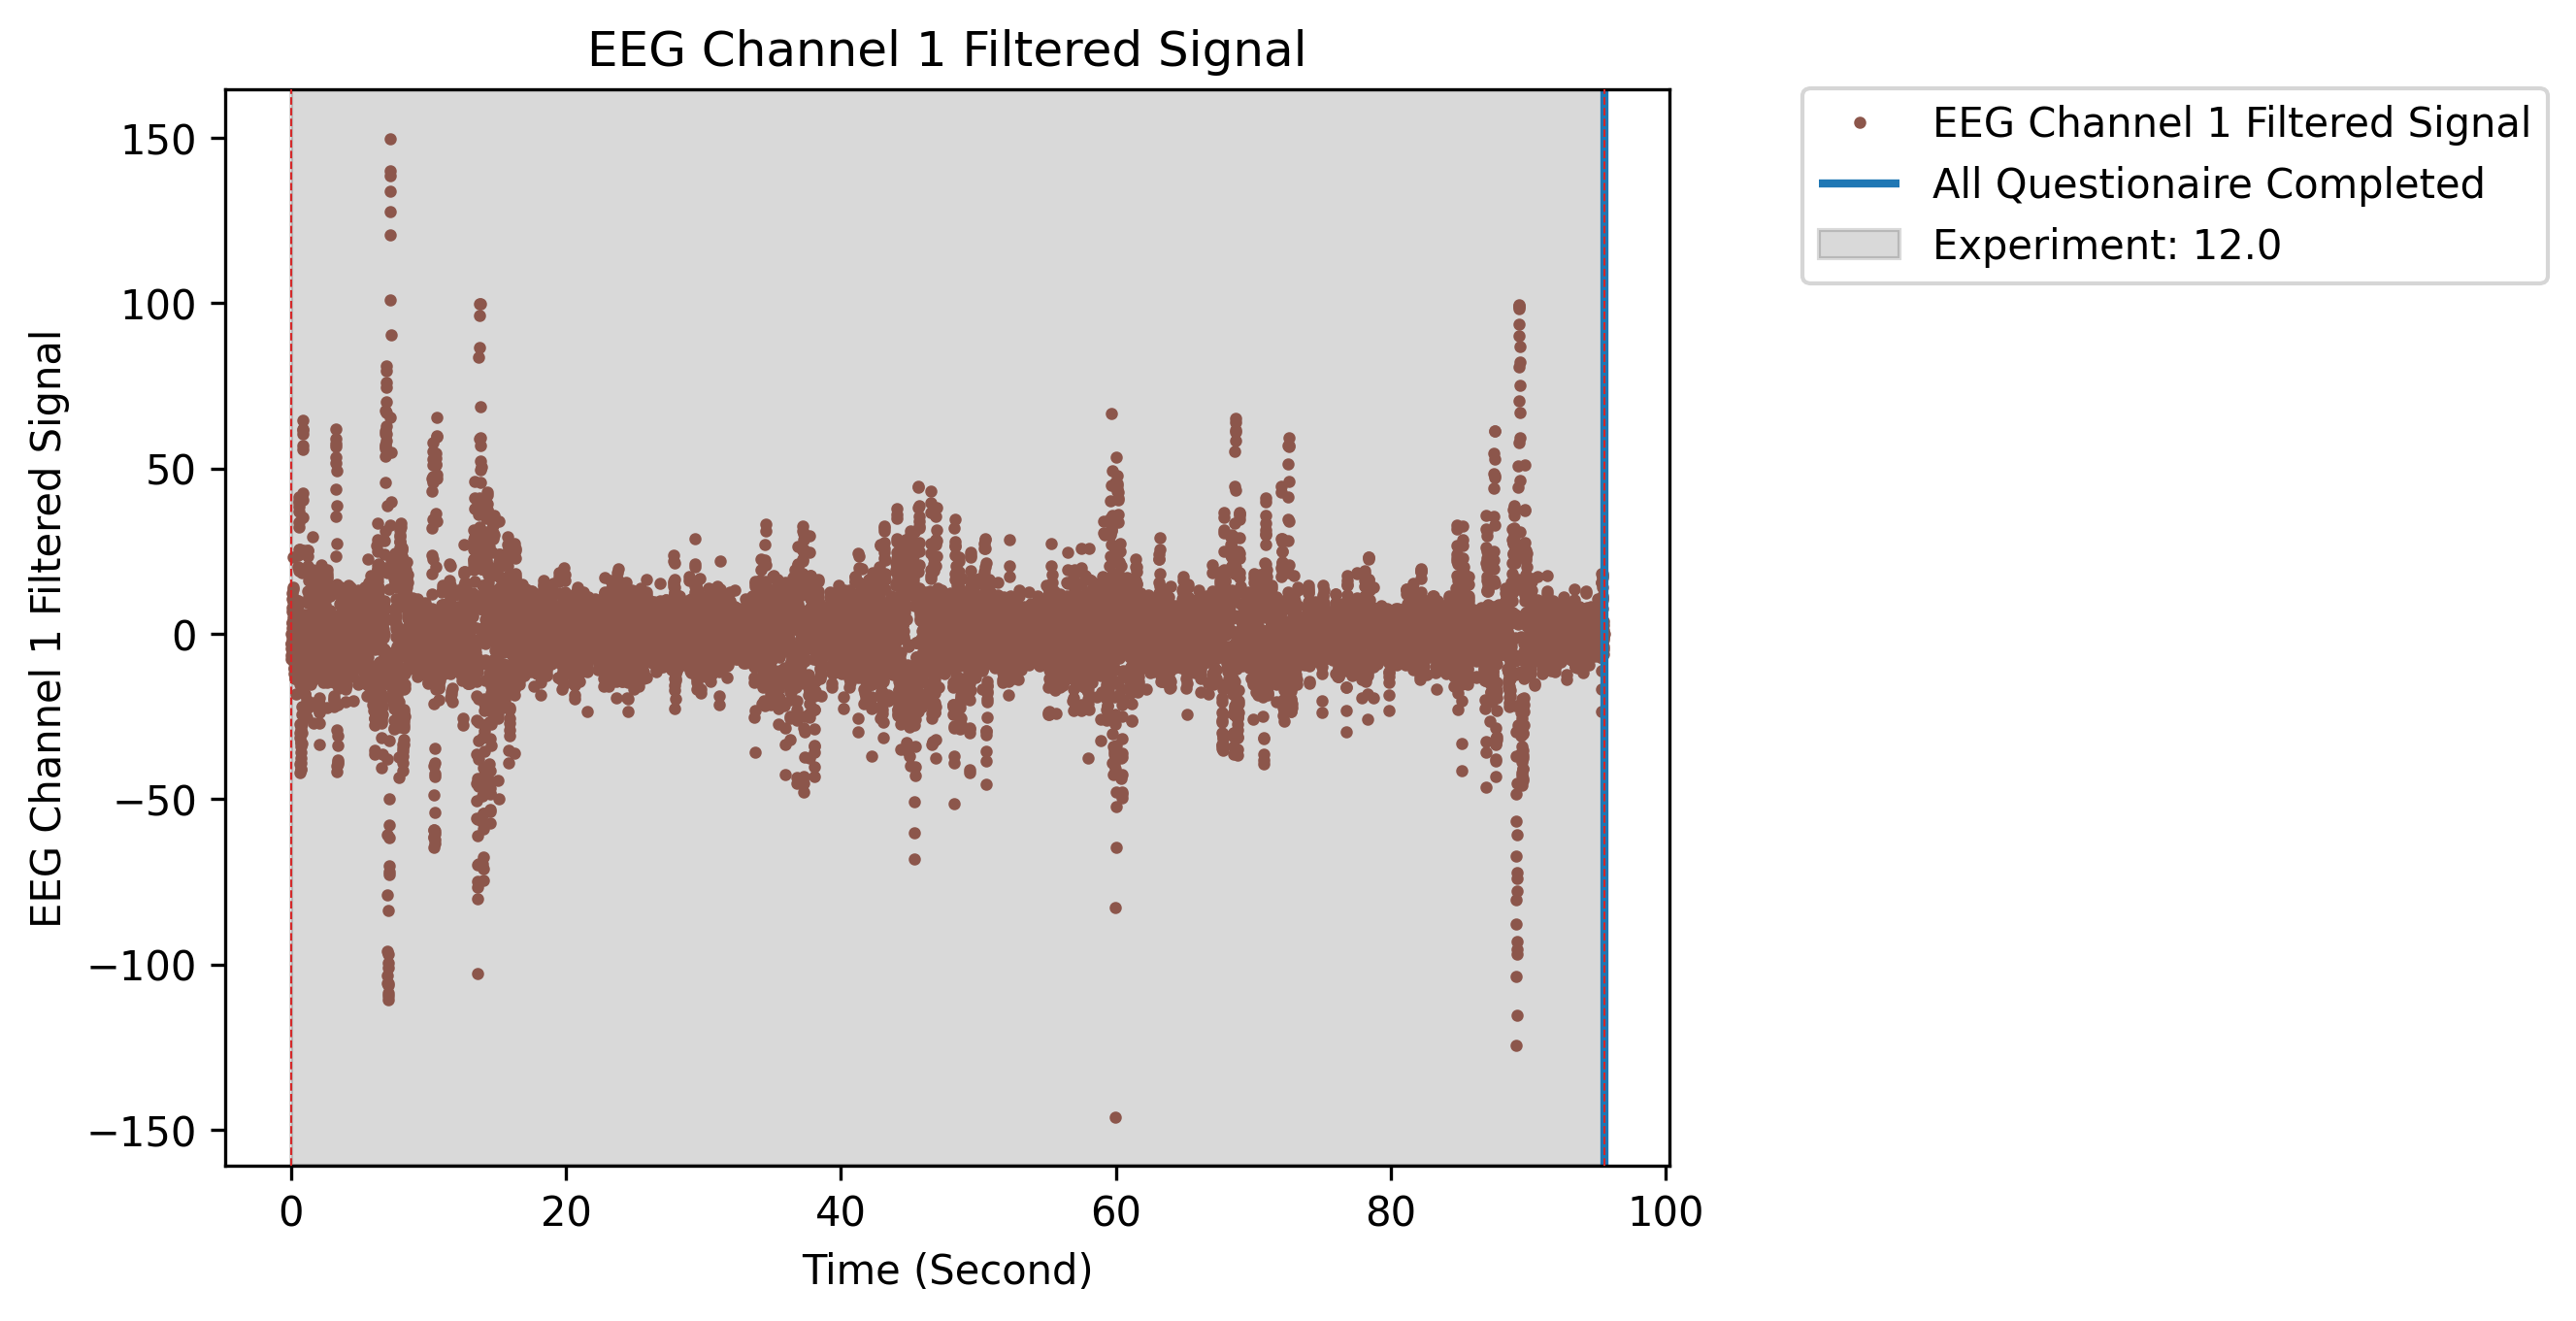 EEG Channel 1 Filtered Signal
EEG Channel 1 Filtered Signal
All Questionaire Completed
Experiment: 12.0
EEG Channel 1 Filtered Signal
150
100
50
0
−50
−100
−150
0 20 40 60 80 100
Time (Second)